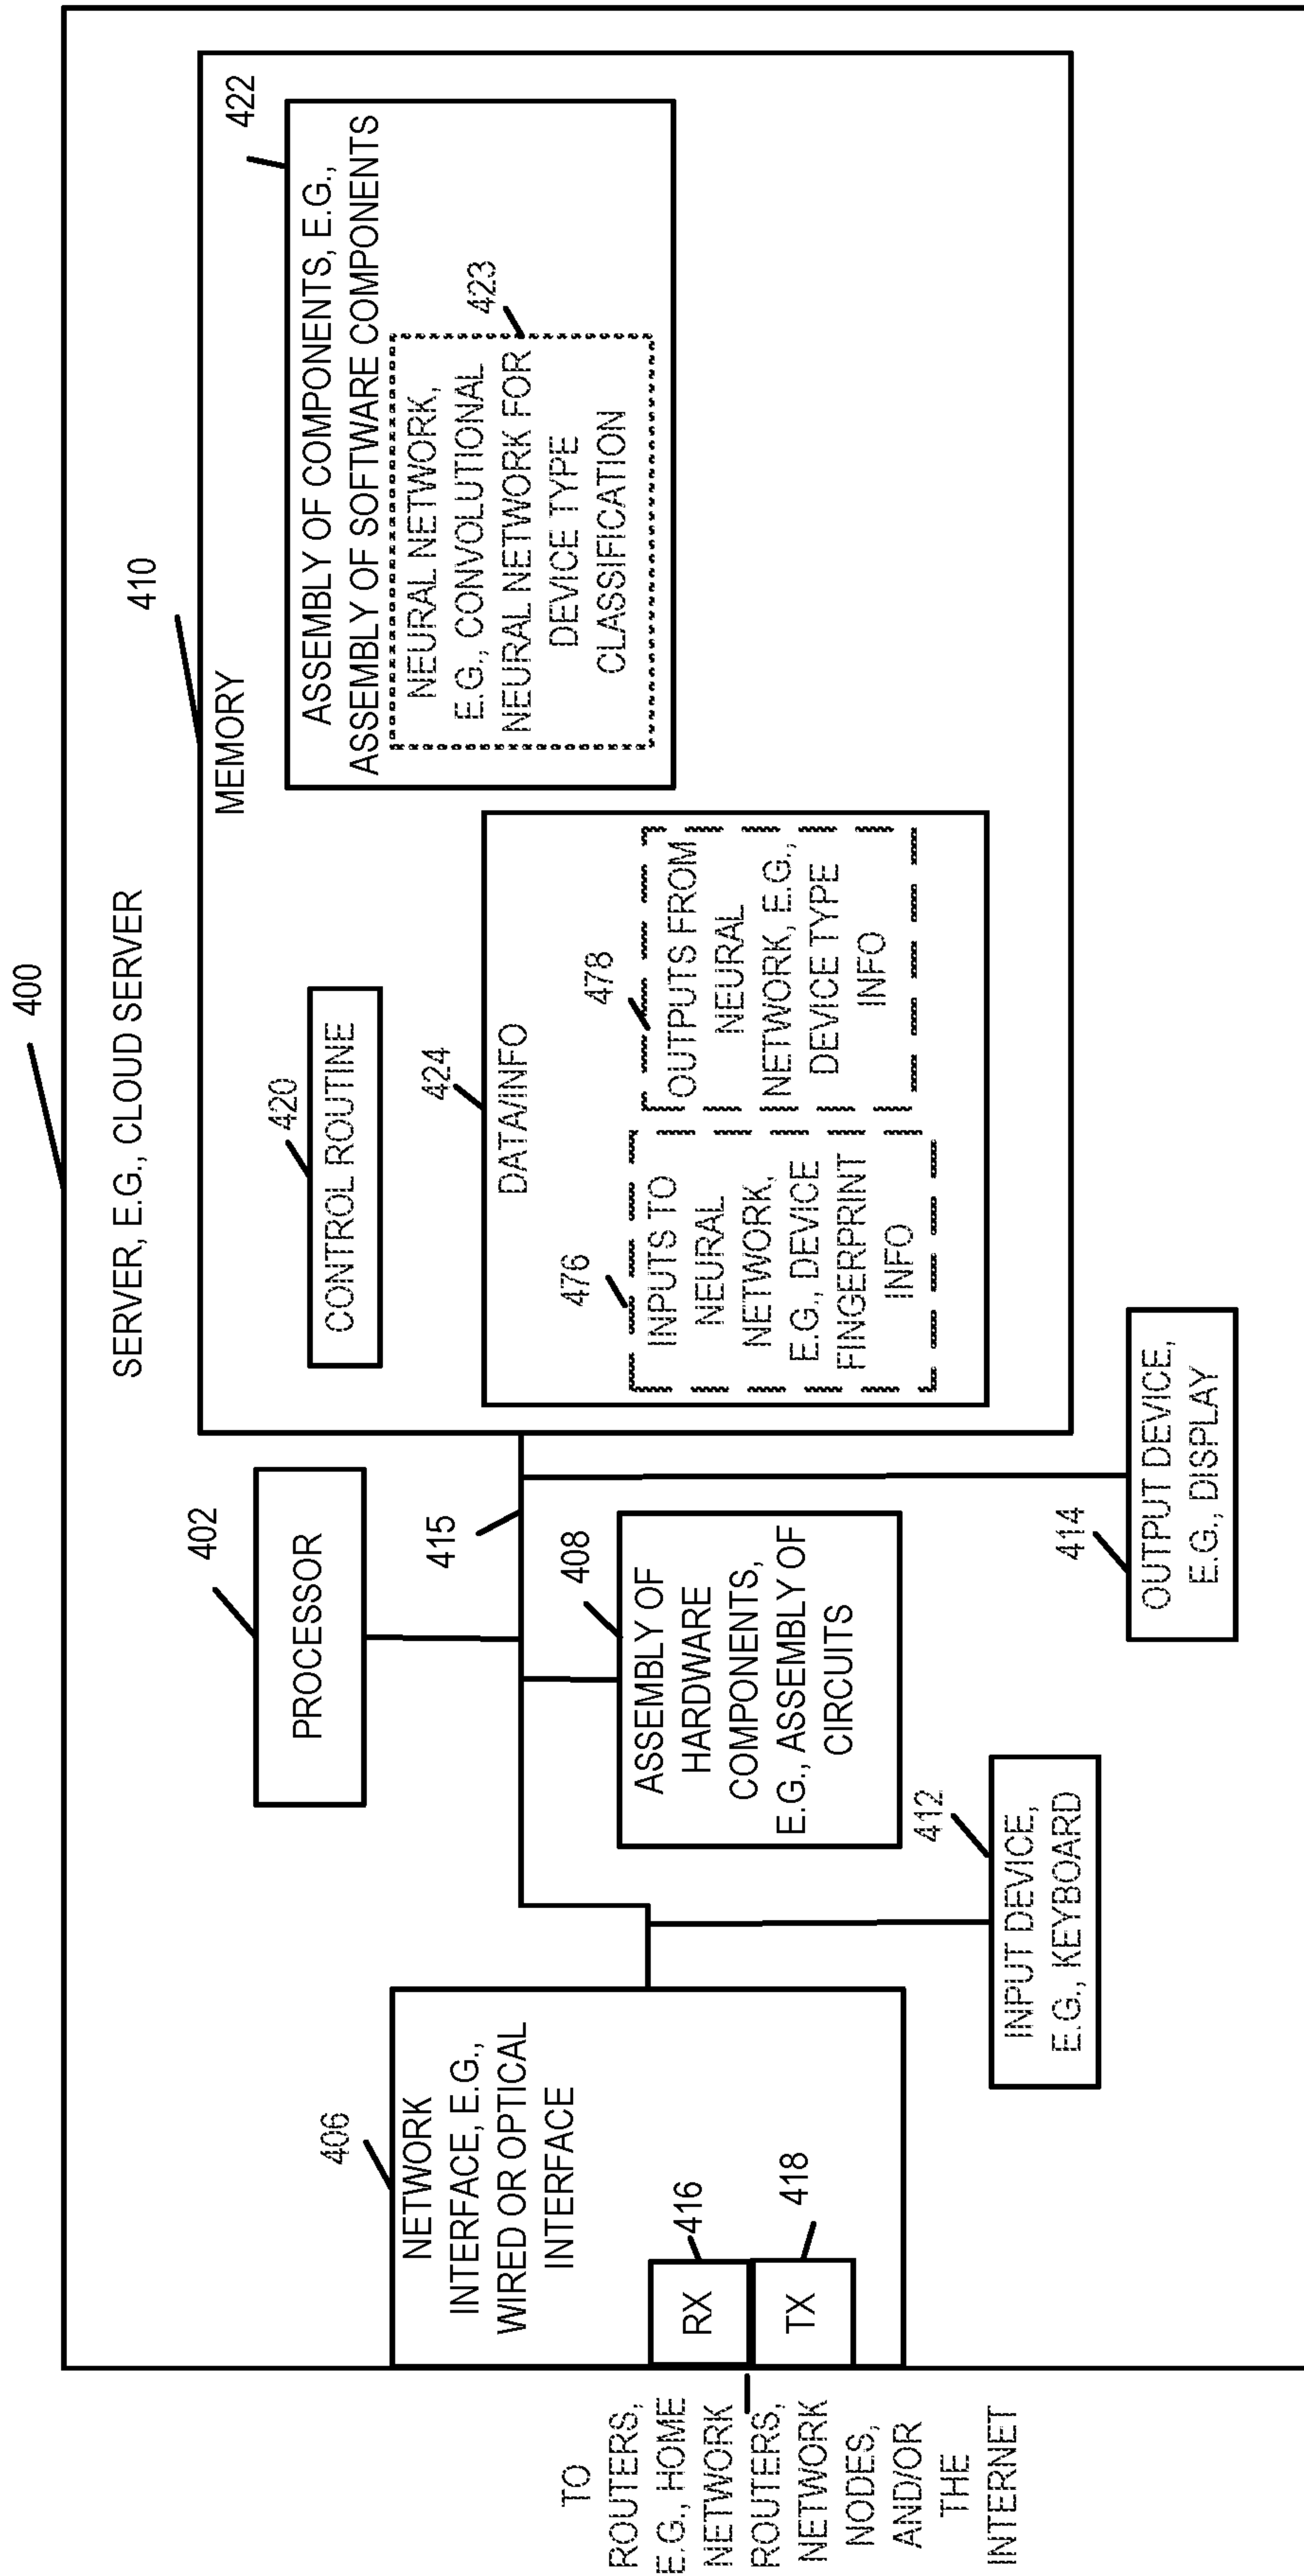 400
SERVER, E.G., CLOUD SERVER
410
MEMORY
422
ASSEMBLY OF COMPONENTS, E.G.,
ASSEMBLY OF SOFTWARE COMPONENTS
423
NEURAL NETWORK,
E.G., CONVOLUTIONAL
NEURAL NETWORK FOR
DEVICE TYPE
CLASSIFICATION
420
CONTROL ROUTINE
424
DATA/INFO
476
INPUTS TO
NEURAL
NETWORK,
E.G., DEVICE
FINGERPRINT
INFO
478
OUTPUTS FROM
NEURAL
NETWORK, E.G.,
DEVICE TYPE
INFO
402
PROCESSOR
415
408
ASSEMBLY OF
HARDWARE
COMPONENTS,
E.G., ASSEMBLY OF
CIRCUITS
406
NETWORK
INTERFACE, E.G.,
WIRED OR OPTICAL
INTERFACE
416
RX
418
TX
412
INPUT DEVICE,
E.G., KEYBOARD
414
OUTPUT DEVICE,
E.G., DISPLAY
TO
ROUTERS,
E.G., HOME
NETWORK
ROUTERS,
NETWORK
NODES,
AND/OR
THE
INTERNET